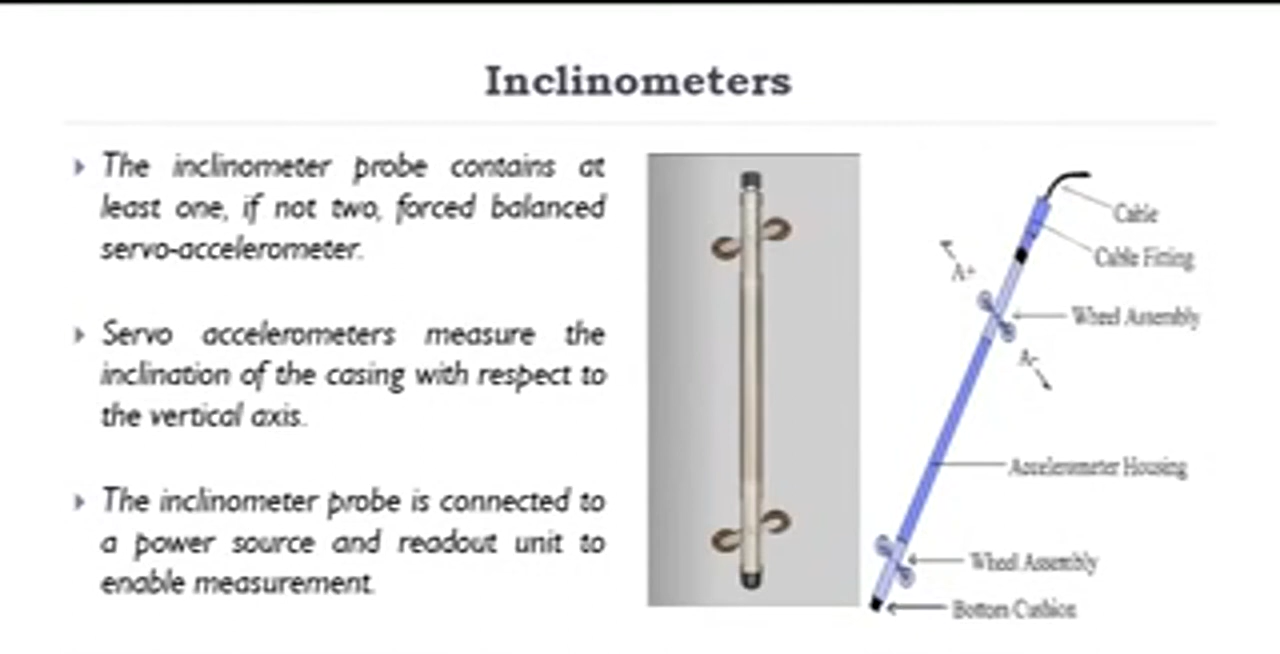 Inclinometers
The inclinometer probe contains at
least one, if not two, forced balanced
servo-accelerometer.
Servo accelerometers measure the
inclination of the casing with respect to
the vertical axis.
The inclinometer probe is connected to
a power source and readout unit to
enable measurement.
Cable
Cable Fitting
A+
Wheel Assembly
A-
Accelerometer Housing
Wheel Assembly
Bottom Cushion